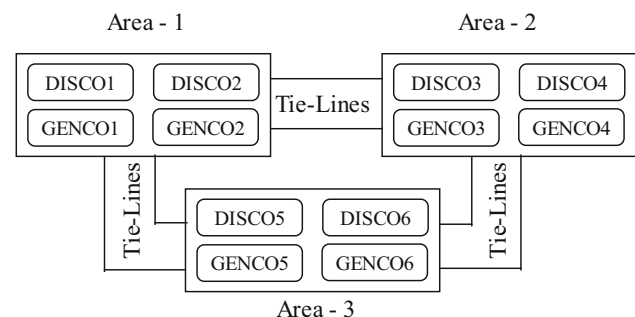 Area - 1
Area - 2
DISCO1
DISCO2
GENCO1
GENCO2
Tie-Lines
DISCO3
DISCO4
GENCO3
GENCO4
Tie-Lines
Tie-Lines
DISCO5
DISCO6
GENCO5
GENCO6
Area - 3